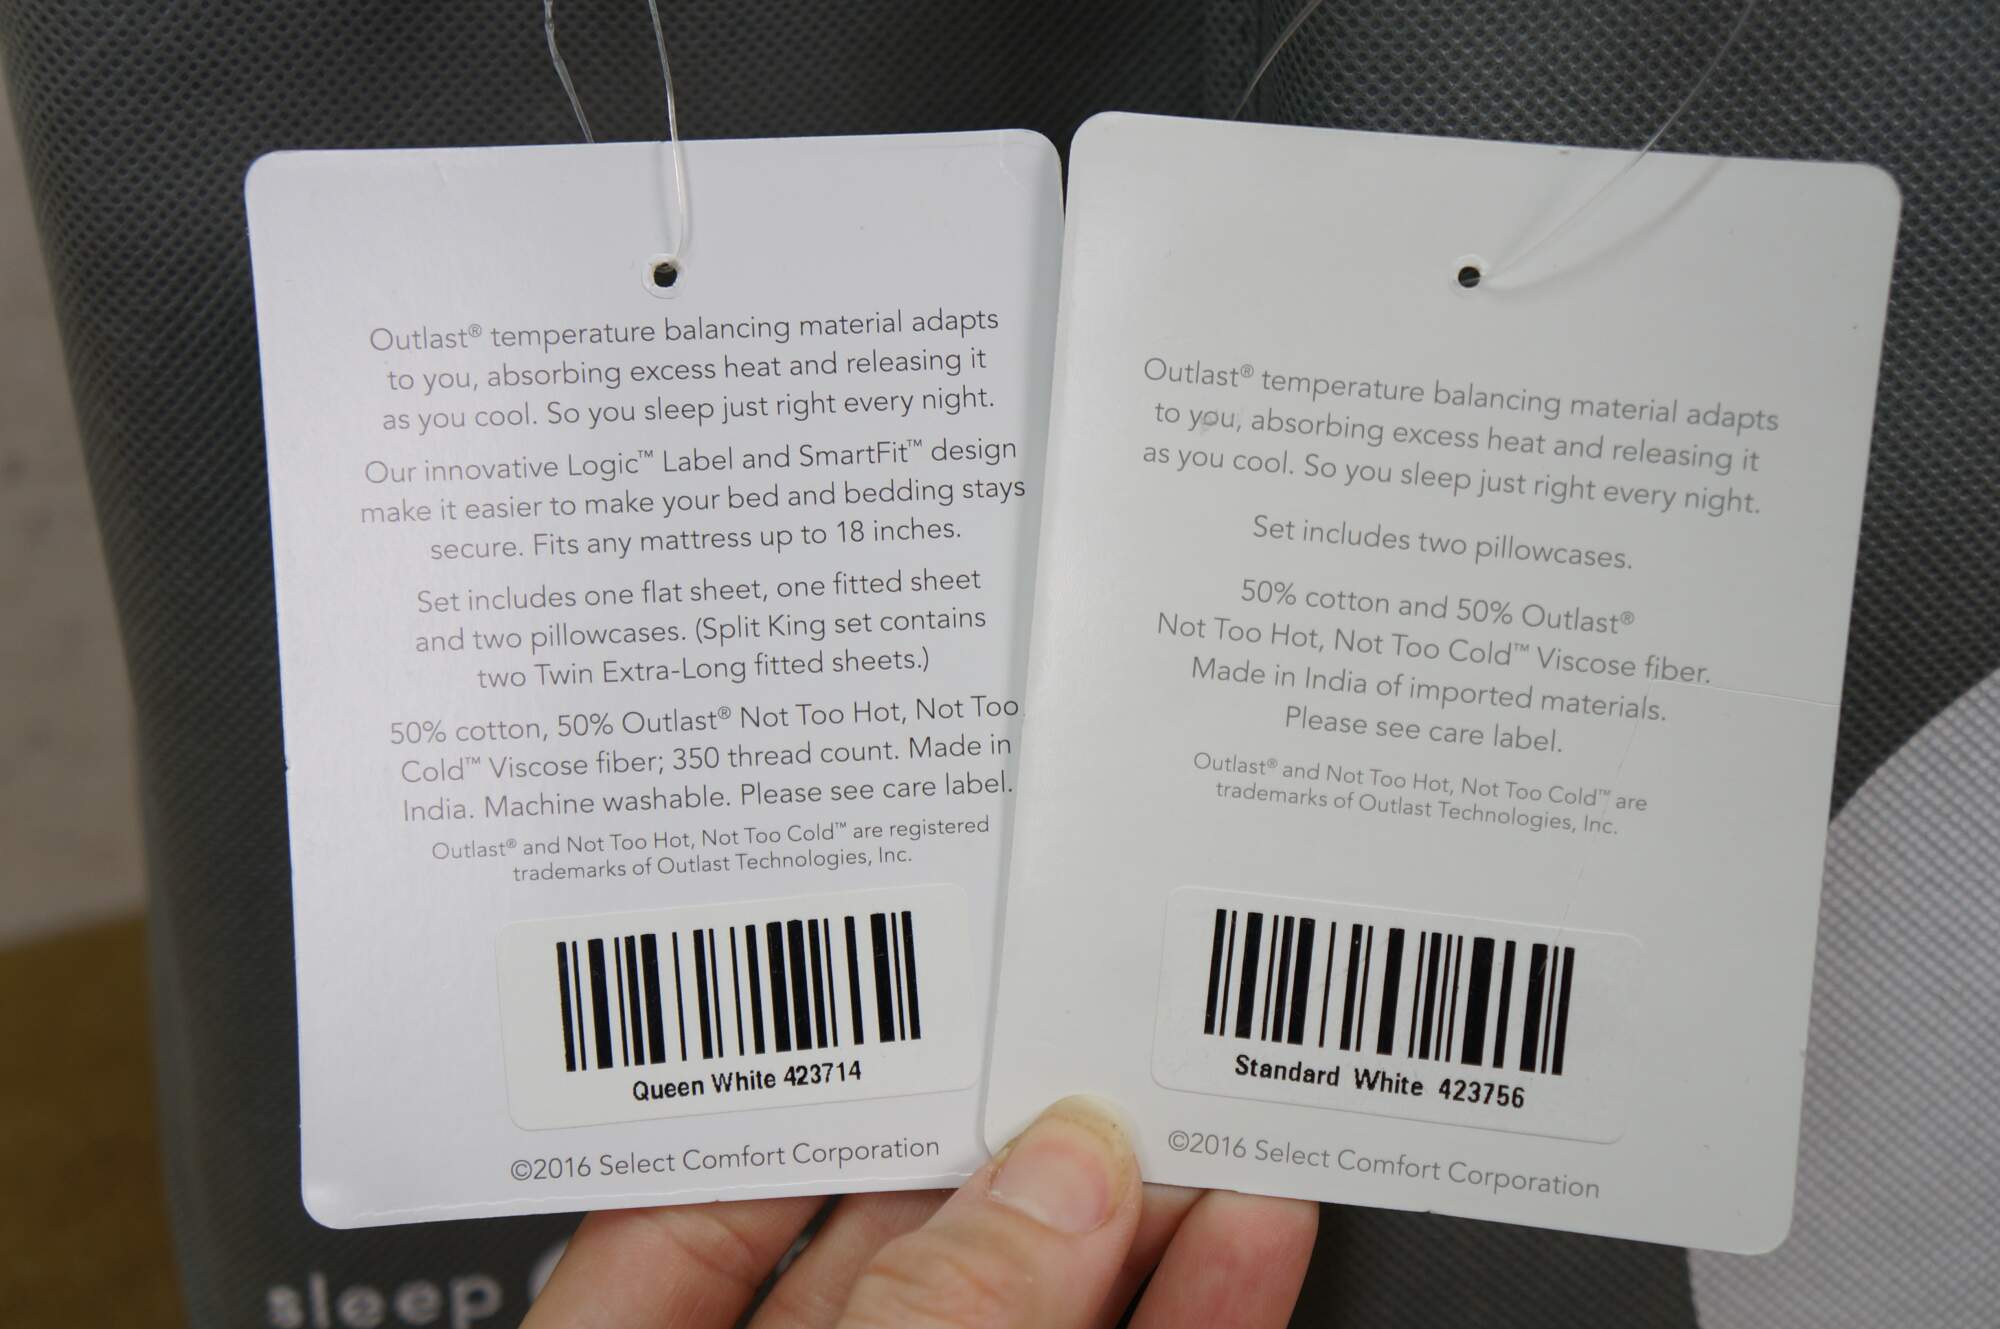 Outlast® temperature balancing material adapts
to you, absorbing excess heat and releasing it
as you cool. So you sleep just right every night.
Our innovative Logic™ Label and SmartFit™ design
make it easier to make your bed and bedding stays
secure. Fits any mattress up to 18 inches.
Set includes one flat sheet, one fitted sheet
and two pillowcases. (Split King set contains
two Twin Extra-Long fitted sheets.)
50% cotton, 50% Outlast® Not Too Hot, Not Too
Cold™ Viscose fiber; 350 thread count. Made in
India. Machine washable. Please see care label.
Outlast® and Not Too Hot, Not Too Cold™ are registered
trademarks of Outlast Technologies, Inc.
Queen White 423714
©2016 Select Comfort Corporation
Outlast® temperature balancing material adapts
to you, absorbing excess heat and releasing it
as you cool. So you sleep just right every night.
Set includes two pillowcases.
50% cotton and 50% Outlast®
Not Too Hot, Not Too Cold™ Viscose fiber.
Made in India of imported materials.
Please see care label.
Outlast® and Not Too Hot, Not Too Cold™ are
trademarks of Outlast Technologies, Inc.
Standard White 423756
©2016 Select Comfort Corporation
sleep